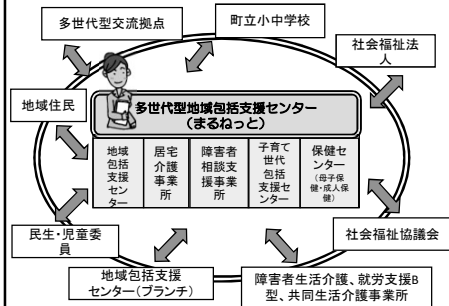 多世代型交流拠点
町立小中学校
社会福祉法
人
地域住民
多世代型地域包括支援センター
(まるねっと)
地域
包括
支援
セン
ター
居宅
介護
事業
所
障害者
相談支
援事業
所
子育て
世代
包括
支援セ
ンター
保健セ
ンター
(母子保
健・成人保
健)
民生・児童委
員
社会福祉協議会
地域包括支援
センター(ブランチ)
障害者生活介護、就労支援B
型、共同生活介護事業所